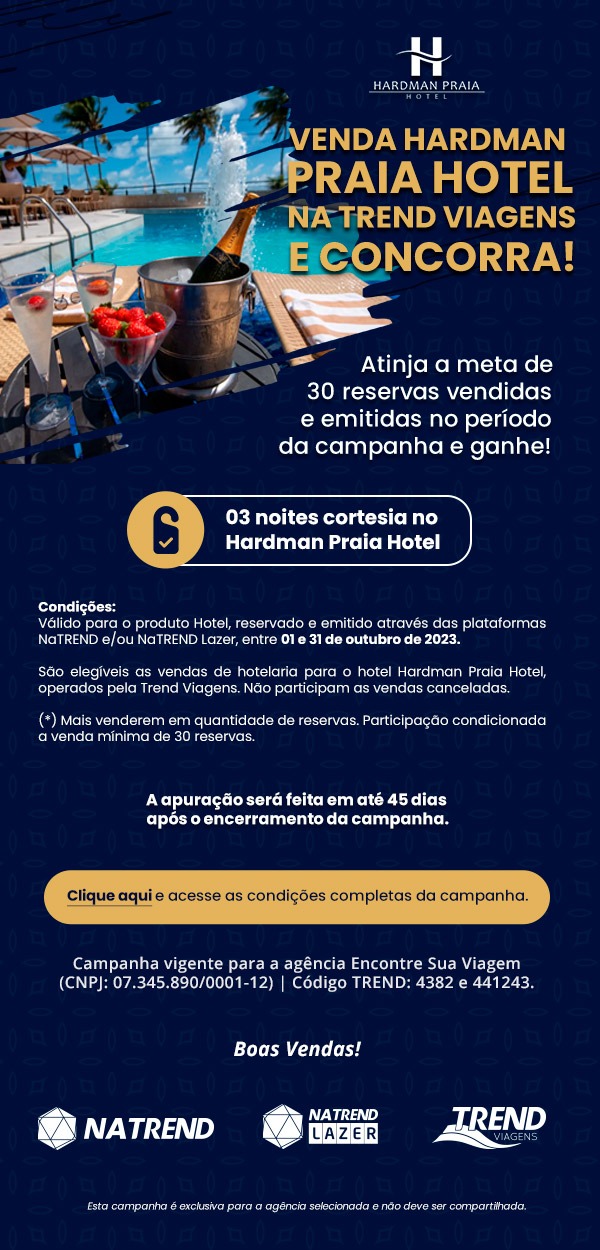 H
HARDMAN PRAIA
HOTEL
VENDA HARDMAN
PRAIA HOTEL
NA TREND VIAGENS
E CONCORRA!
Atinja a meta de
30 reservas vendidas
e emitidas no período
da campanha e ganhe!
03 noites cortesia no
Hardman Praia Hotel
Condições:
Válido para o produto Hotel, reservado e emitido através das plataformas
NaTREND e/ou NaTREND Lazer, entre 01 e 31 de outubro de 2023.
São elegíveis as vendas de hotelaria para o hotel Hardman Praia Hotel,
operados pela Trend Viagens. Não participam as vendas canceladas.
(*) Mais venderem em quantidade de reservas. Participação condicionada
a venda mínima de 30 reservas.
A apuração será feita em até 45 dias
após o encerramento da campanha.
Clique aqui e acesse as condições completas da campanha.
Campanha vigente para a agência Encontre Sua Viagem
(CNPJ: 07.345.890/0001-12) | Código TREND: 4382 e 441243.
Boas Vendas!
NATREND
NATREND
LAZER
TREND
VIAGENS
Esta campanha é exclusiva para a agência selecionada e não deve ser compartilhada.